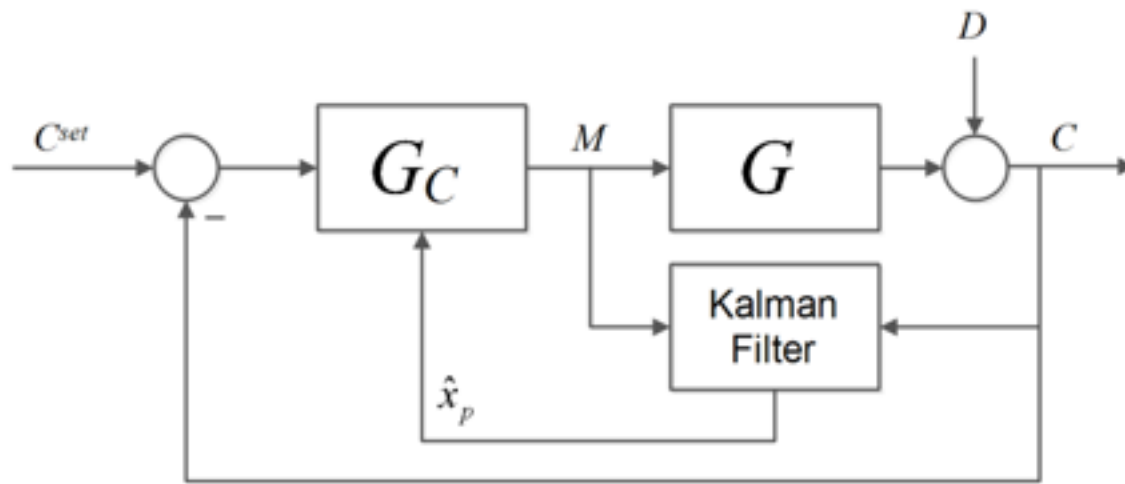 D
C^set
M
C
G_C
G
−
Kalman
Filter
x̂_p